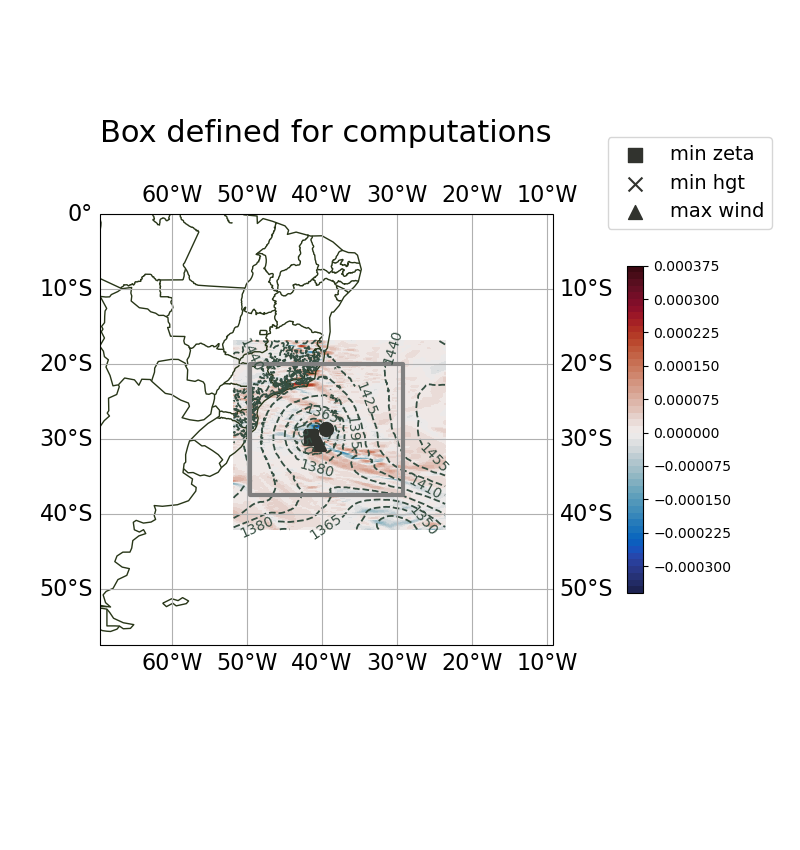 Box defined for computations
min zeta
min hgt
max wind
60°W 50°W 40°W 30°W 20°W 10°W
0°
10°S 10°S
20°S 20°S
30°S 30°S
40°S 40°S
50°S 50°S
60°W 50°W 40°W 30°W 20°W 10°W
1440
1425
1365
1395
1380
1455
1410
1380
1365
1350
0.000375
0.000300
0.000225
0.000150
0.000075
0.000000
−0.000075
−0.000150
−0.000225
−0.000300